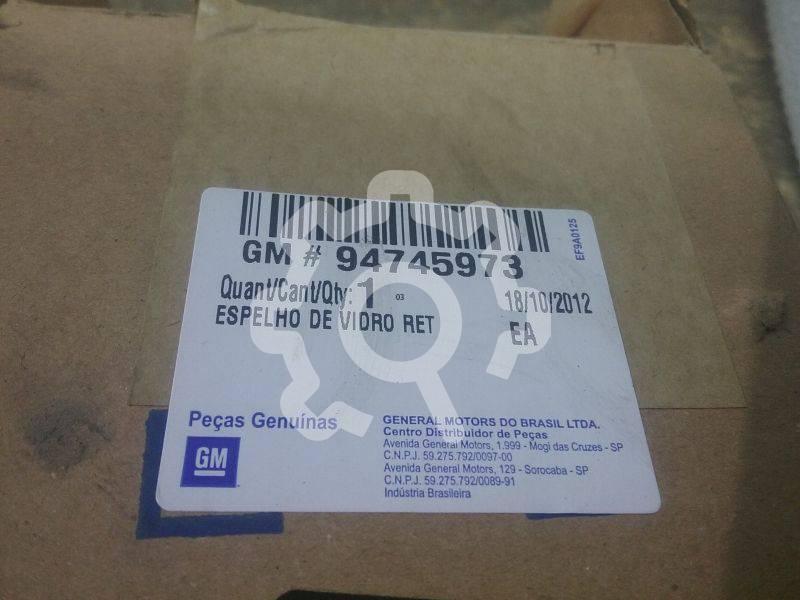 EF9A0125
GM # 94745973
Quant/Cant/Qty: 1 03 18/10/2012
ESPELHO DE VIDRO RET EA
Peças Genuínas
GM
GENERAL MOTORS DO BRASIL LTDA.
Centro Distribuidor de Peças
Avenida General Motors, 1.999 - Mogi das Cruzes - SP
C.N.P.J. 59.275.792/0097-00
Avenida General Motors, 129 - Sorocaba - SP
C.N.P.J. 59.275.792/0089-91
Indústria Brasileira